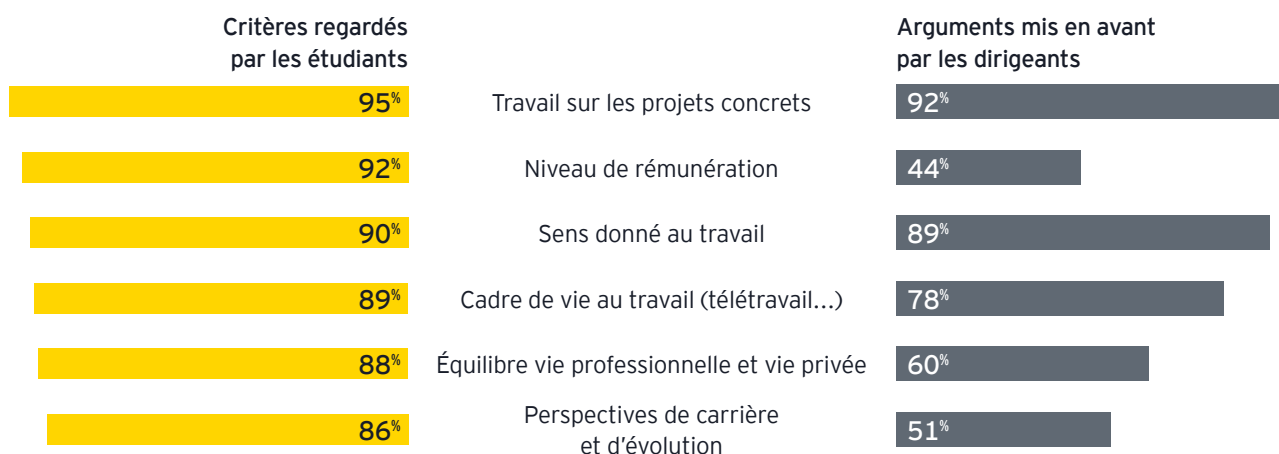 Critères regardés
par les étudiants
Arguments mis en avant
par les dirigeants
95% Travail sur les projets concrets 92%
92% Niveau de rémunération 44%
90% Sens donné au travail 89%
89% Cadre de vie au travail (télétravail...) 78%
88% Équilibre vie professionnelle et vie privée 60%
86% Perspectives de carrière
et d'évolution 51%